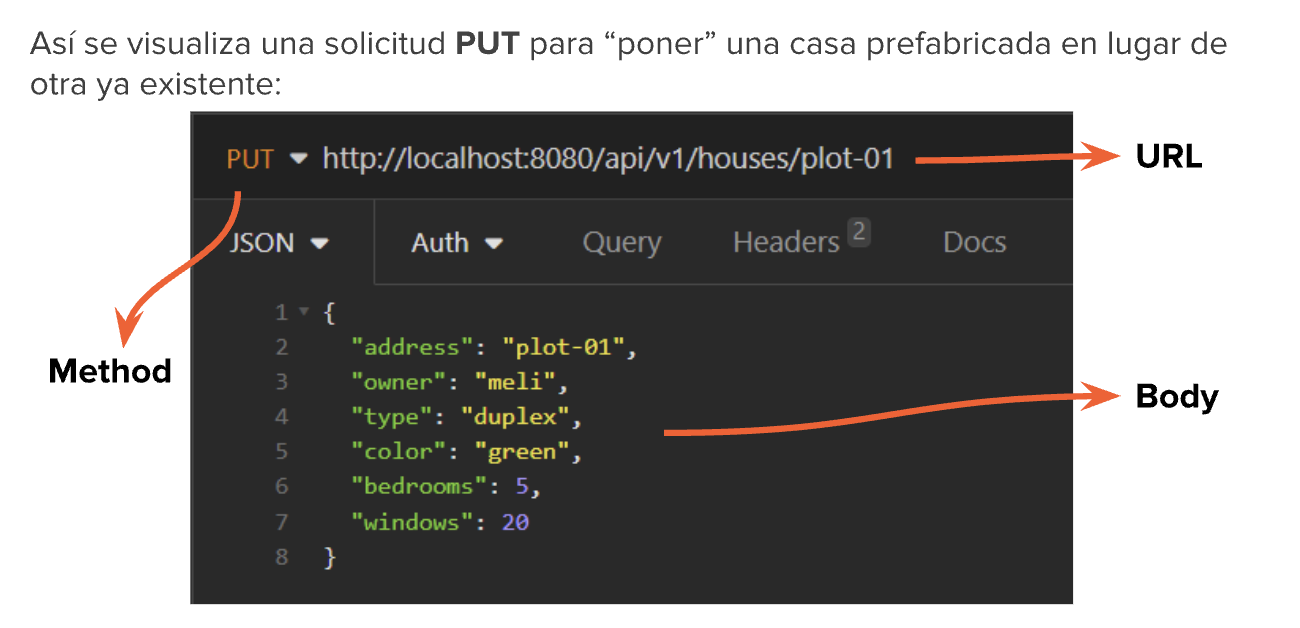 Así se visualiza una solicitud PUT para “poner” una casa prefabricada en lugar de
otra ya existente:
PUT http://localhost:8080/api/v1/houses/plot-01
URL
JSON Auth Query Headers 2 Docs
1 {
2 "address": "plot-01",
3 "owner": "meli",
4 "type": "duplex",
5 "color": "green",
6 "bedrooms": 5,
7 "windows": 20
8 }
Method
Body